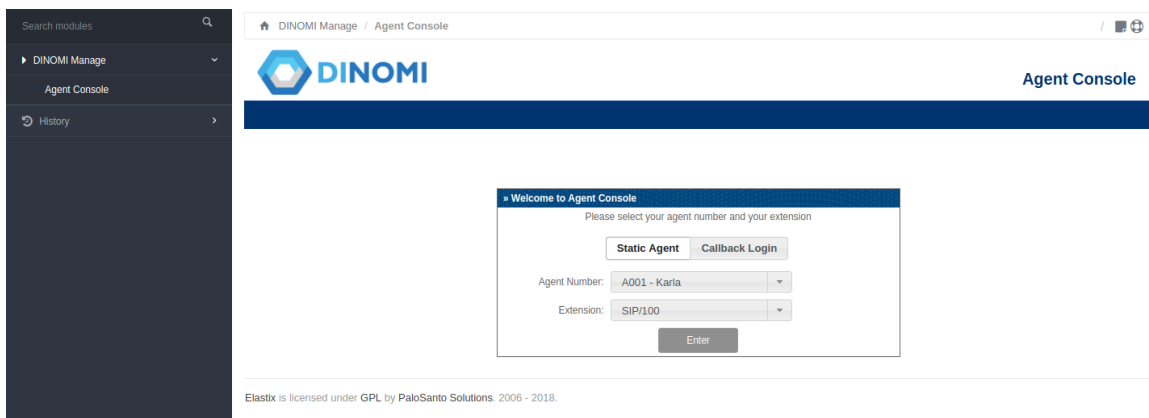 Search modules
DINOMI Manage
Agent Console
History
DINOMI Manage / Agent Console
/
DINOMI
Agent Console
» Welcome to Agent Console
Please select your agent number and your extension
Static Agent Callback Login
Agent Number: A001 - Karla
Extension: SIP/100
Enter
Elastix is licensed under GPL by PaloSanto Solutions. 2006 - 2018.